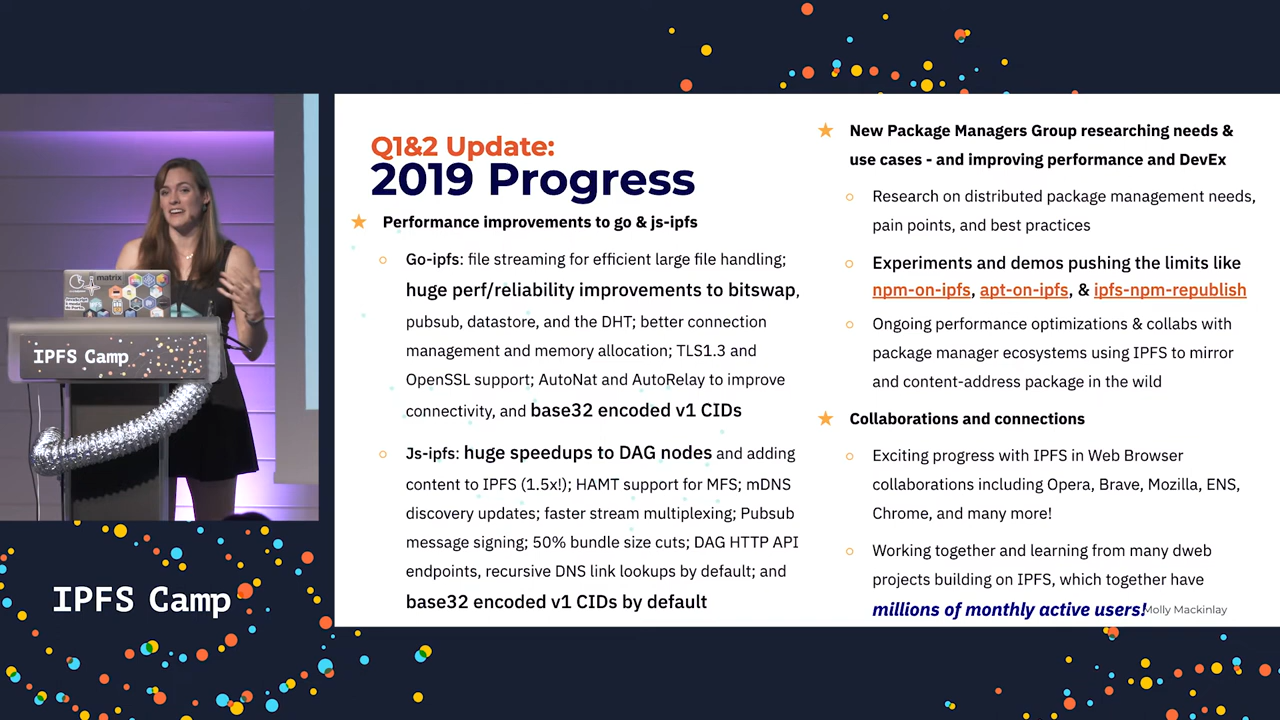 matrix
IPFS Camp
IPFS Camp
Q1&2 Update:
2019 Progress
Performance improvements to go & js-ipfs
Go-ipfs: file streaming for efficient large file handling;
huge perf/reliability improvements to bitswap,
pubsub, datastore, and the DHT; better connection
management and memory allocation; TLS1.3 and
OpenSSL support; AutoNat and AutoRelay to improve
connectivity, and base32 encoded v1 CIDs
Js-ipfs: huge speedups to DAG nodes and adding
content to IPFS (1.5x!); HAMT support for MFS; mDNS
discovery updates; faster stream multiplexing; Pubsub
message signing; 50% bundle size cuts; DAG HTTP API
endpoints, recursive DNS link lookups by default; and
base32 encoded v1 CIDs by default
New Package Managers Group researching needs &
use cases - and improving performance and DevEx
Research on distributed package management needs,
pain points, and best practices
Experiments and demos pushing the limits like
npm-on-ipfs, apt-on-ipfs, & ipfs-npm-republish
Ongoing performance optimizations & collabs with
package manager ecosystems using IPFS to mirror
and content-address package in the wild
Collaborations and connections
Exciting progress with IPFS in Web Browser
collaborations including Opera, Brave, Mozilla, ENS,
Chrome, and many more!
Working together and learning from many dweb
projects building on IPFS, which together have
millions of monthly active users!
Molly Mackinlay